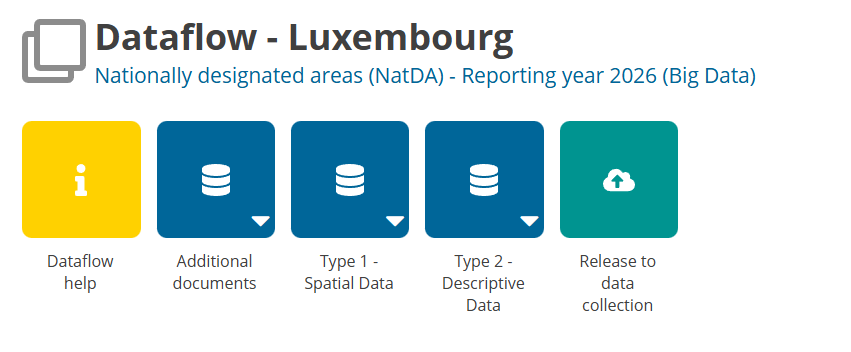 Dataflow - Luxembourg
Nationally designated areas (NatDA) - Reporting year 2026 (Big Data)
Dataflow
help
Additional
documents
Type 1 -
Spatial Data
Type 2 -
Descriptive
Data
Release to
data
collection